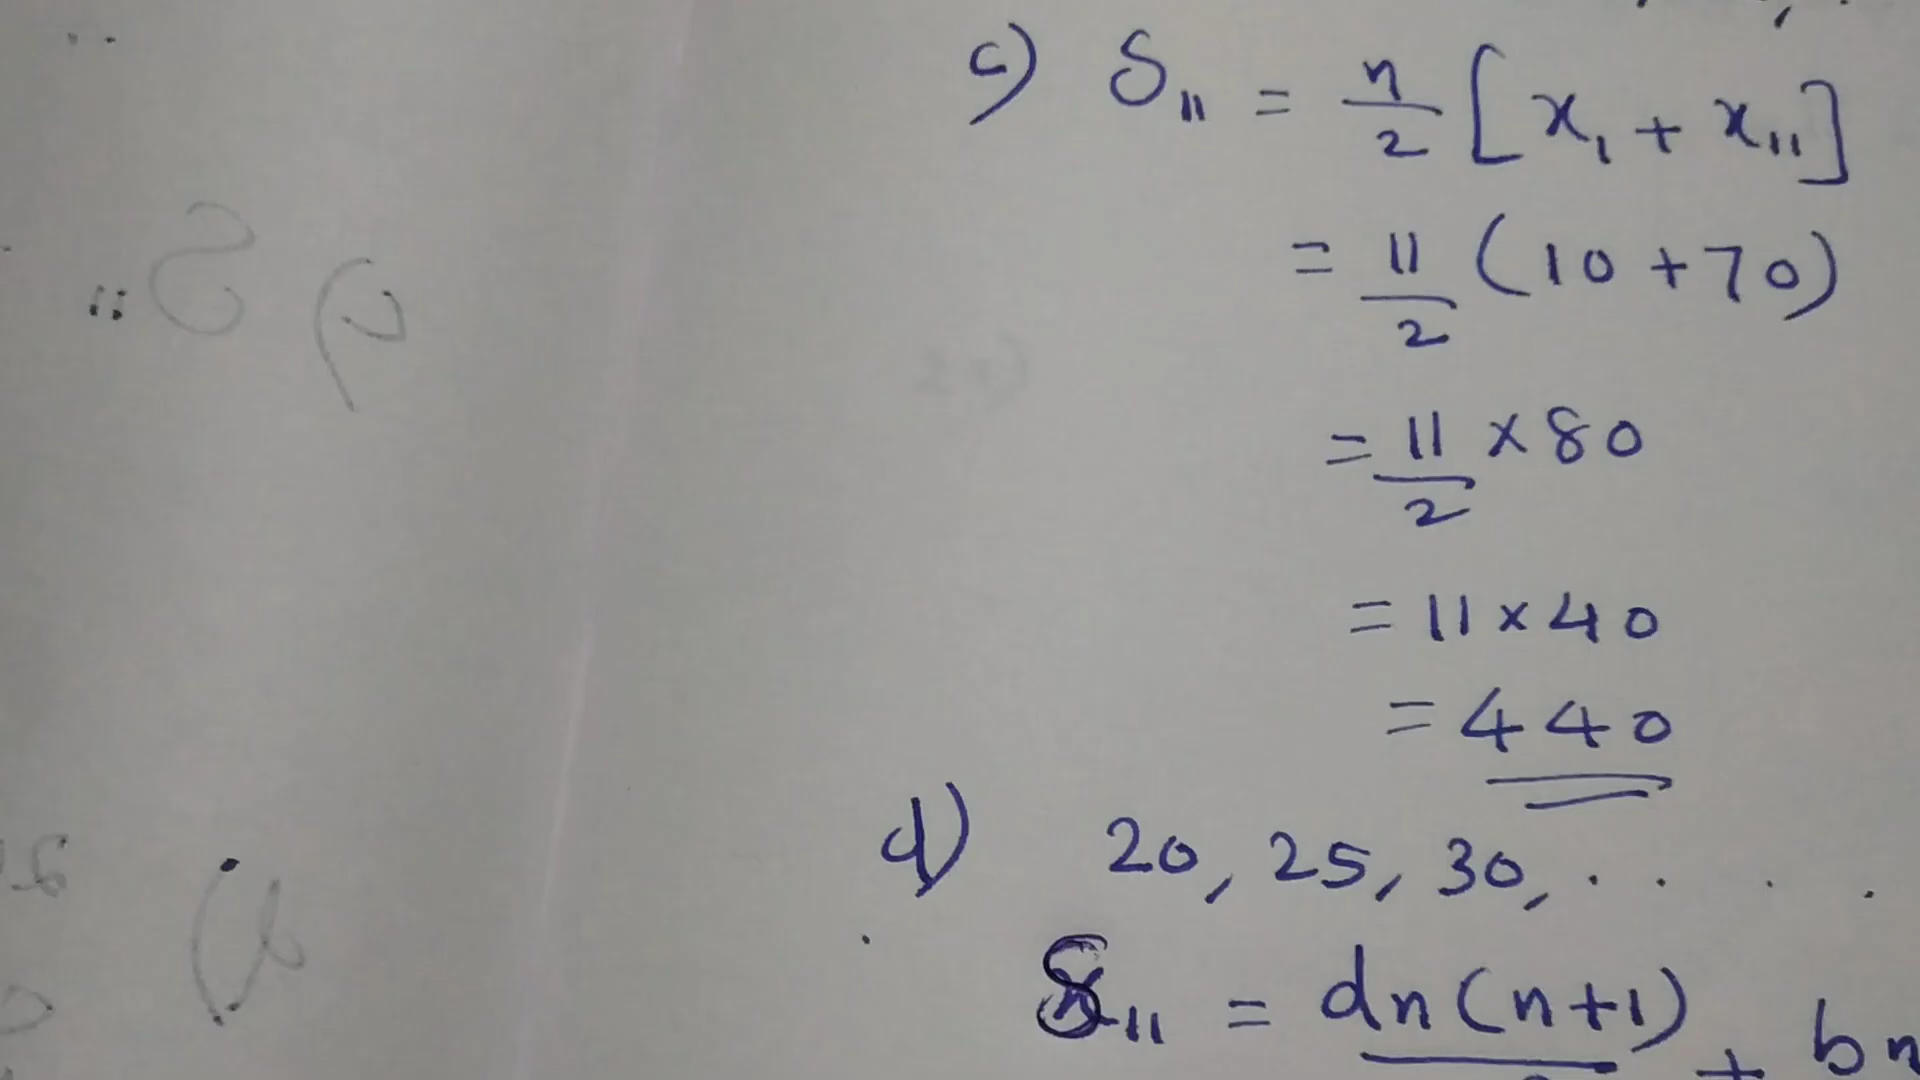 c) S₁₁ = n/2 [x₁ + x₁₁]
= 11/2 (10 + 70)
= 11/2 × 80
= 11 × 40
= 440
d) 20, 25, 30, . . . .
S₁₁ = dn(n+1) + bn